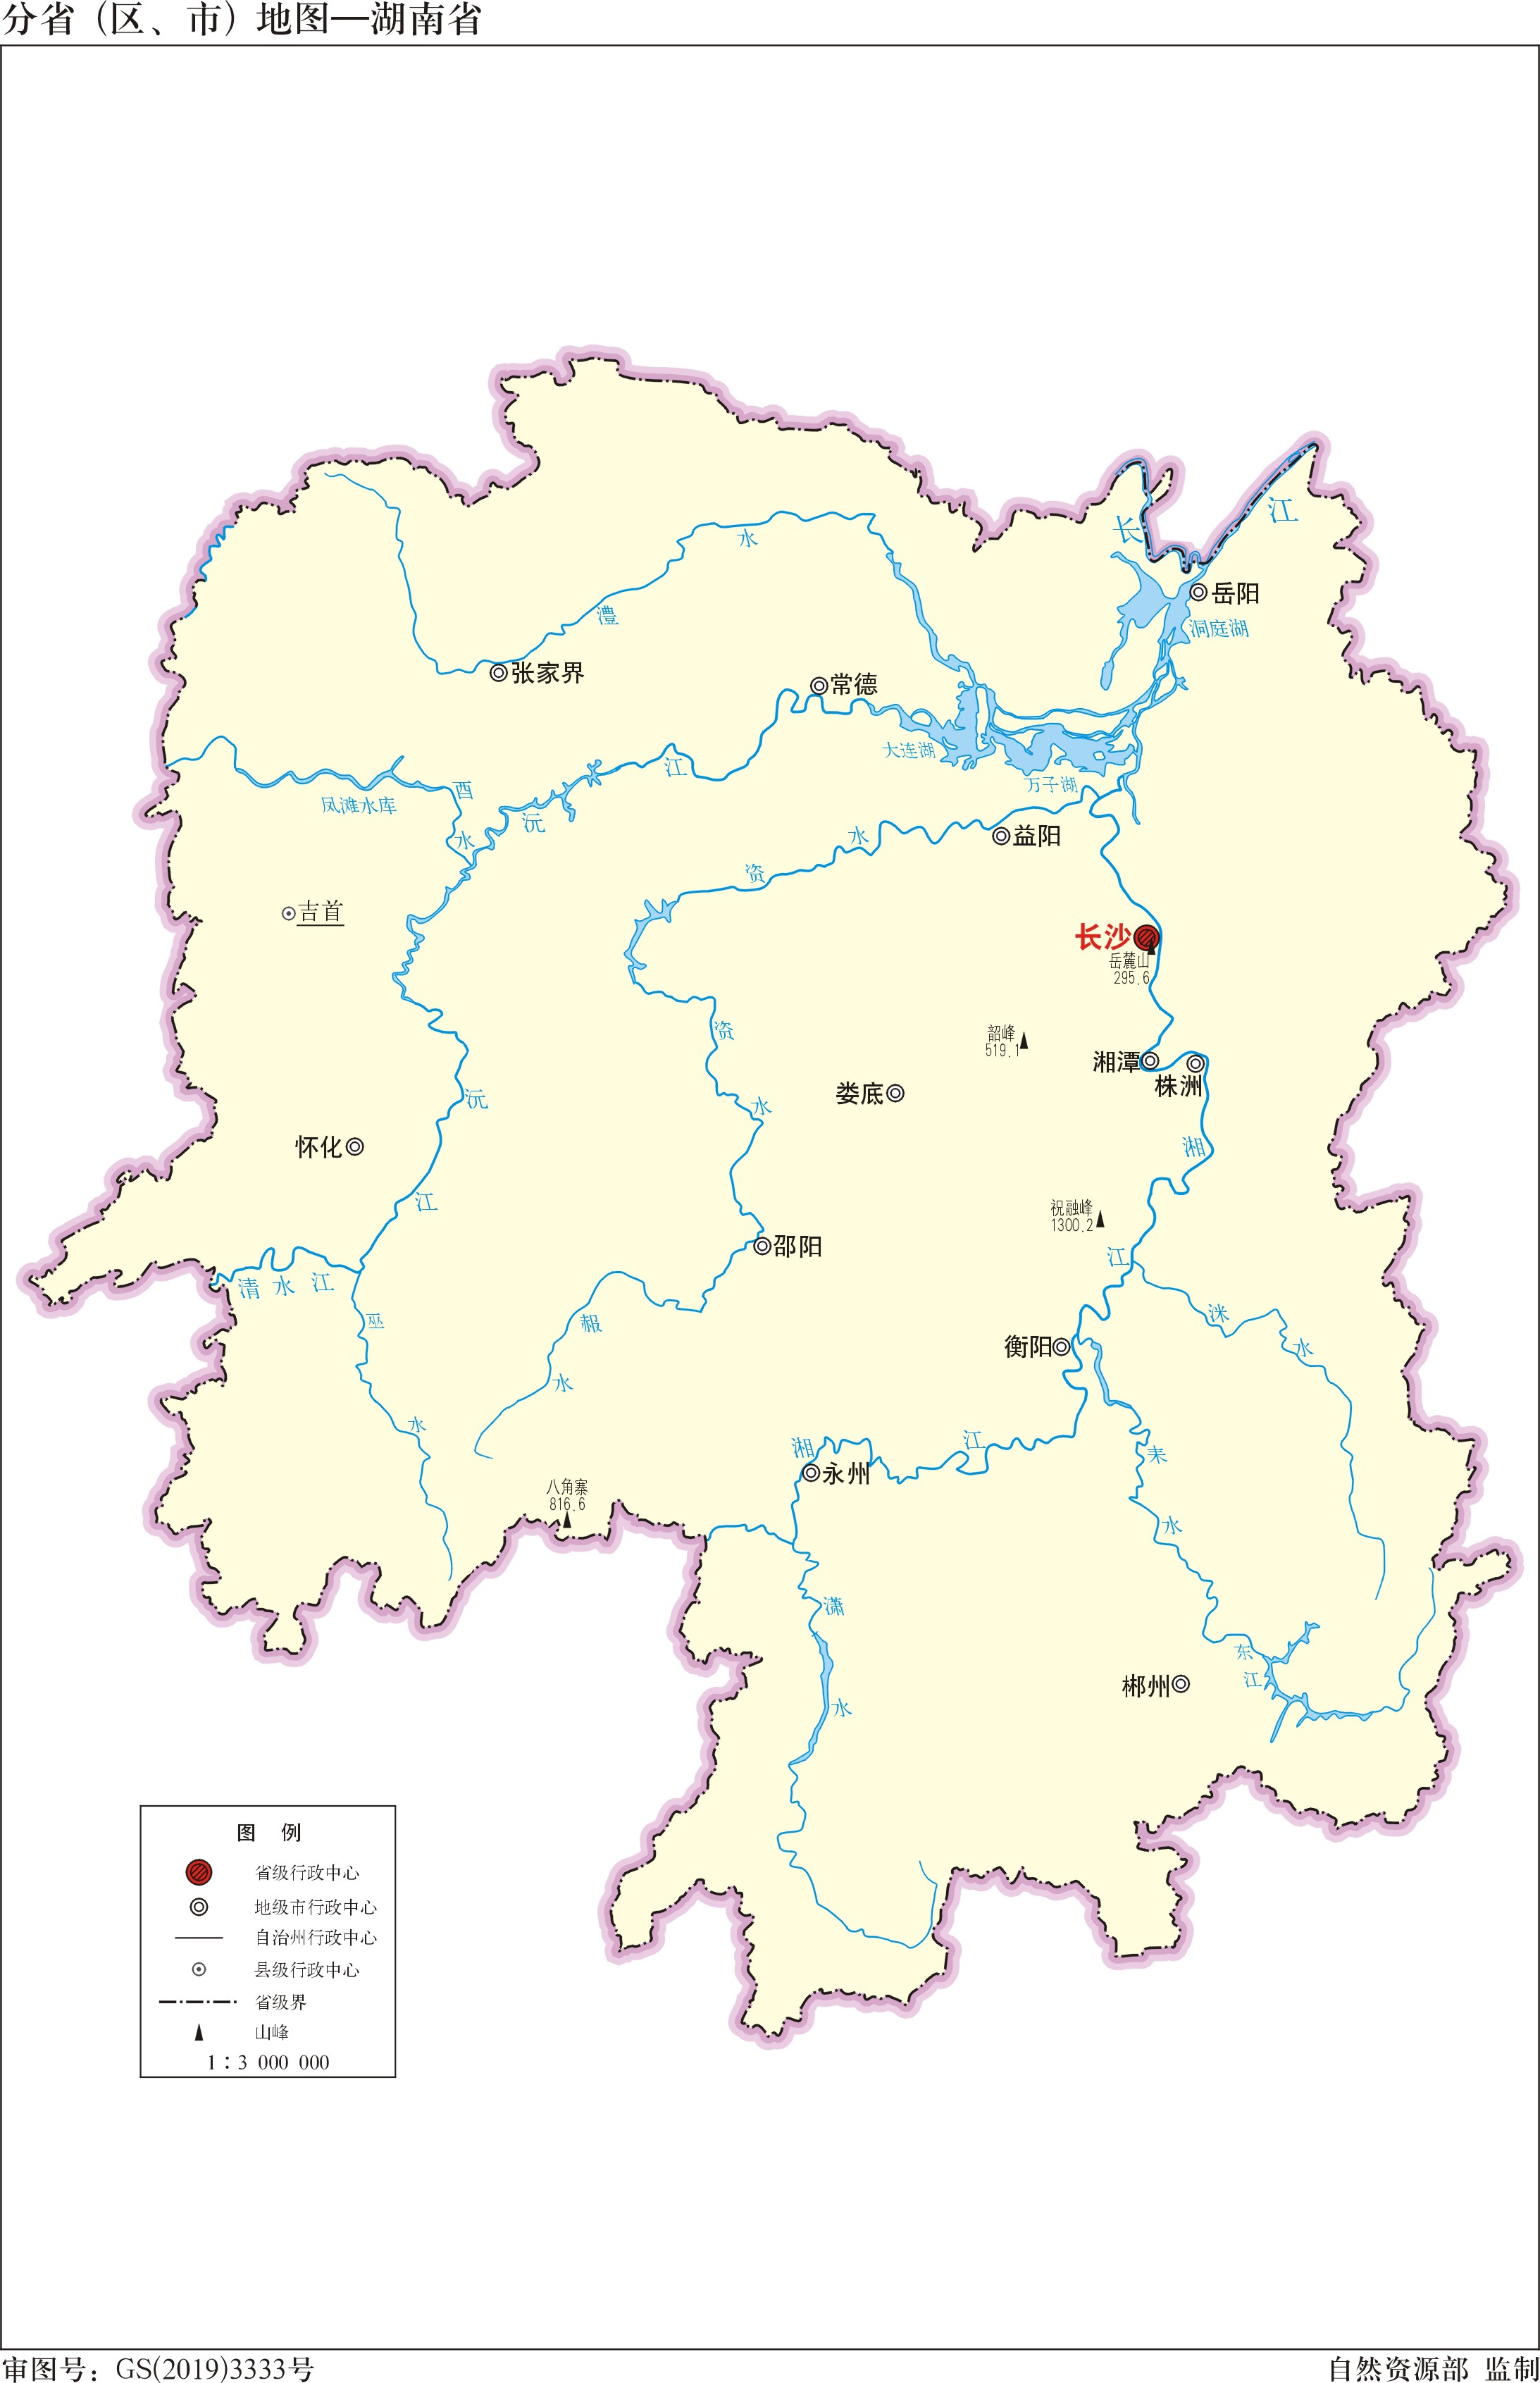 分省（区、市）地图—湖南省
长
江
岳阳
洞庭湖
水
澧
张家界
常德
大连湖
万子湖
江
沅
酉
水
凤滩水库
益阳
水
资
吉首
长沙
岳麓山
295.6
韶峰
519.1
湘潭
株洲
资
水
娄底
沅
江
怀化
湘
江
祝融峰
1300.2
邵阳
清水江
巫
水
赧
水
洣
水
衡阳
湘
江
永州
耒
水
八角寨
816.6
潇
水
东
江
郴州
图 例
省级行政中心
地级市行政中心
自治州行政中心
县级行政中心
省级界
山峰
1：3 000 000
审图号：GS(2019)3333号
自然资源部 监制